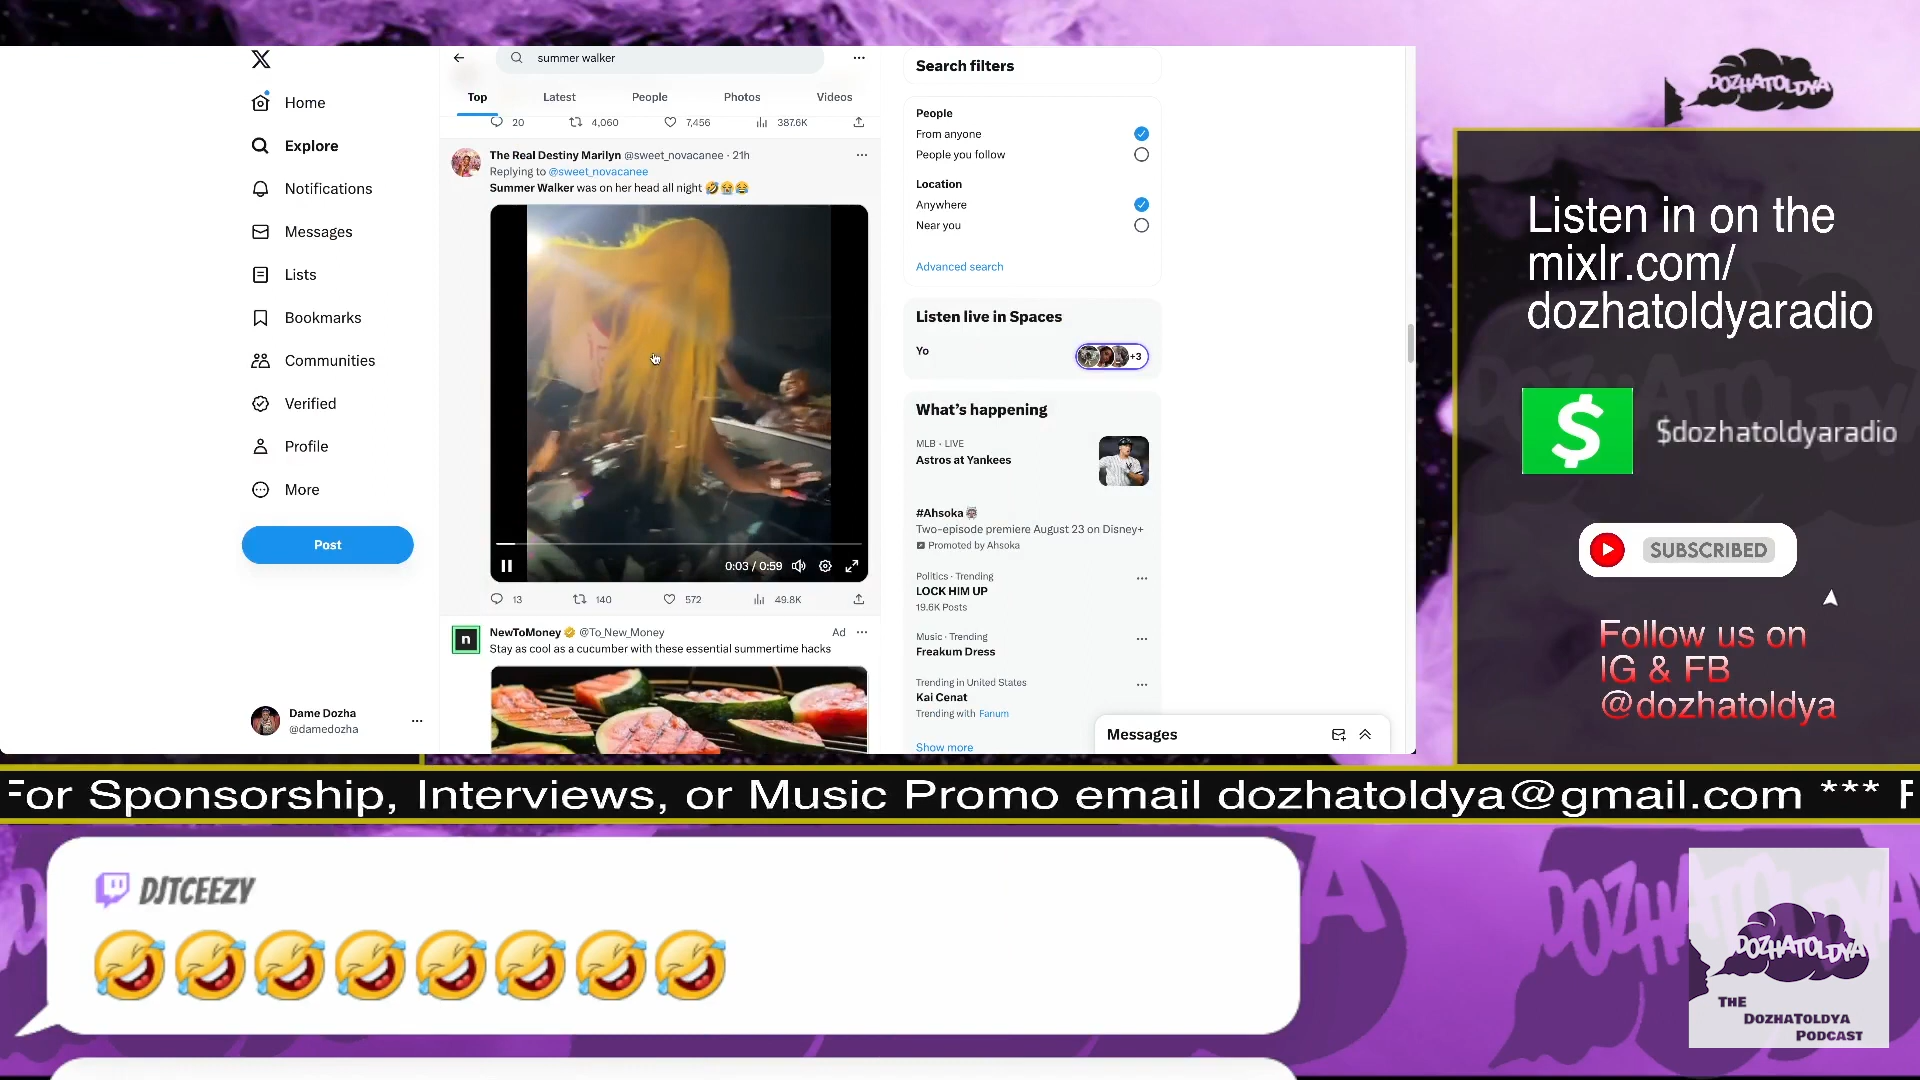 summer walker
Top
Latest
People
Photos
Videos
20
4,060
7,456
387.6K
Home
Explore
Notifications
Messages
Lists
Bookmarks
Communities
Verified
Profile
More
Post
Dame Dozha
@damedozha
The Real Destiny Marilyn @sweet_novacanee · 21h
Replying to @sweet_novacanee
Summer Walker was on her head all night 🤣😭😂
0:03 / 0:59
13
140
572
49.8K
NewToMoney @To_New_Money
Ad
Stay as cool as a cucumber with these essential summertime hacks
Search filters
People
From anyone
People you follow
Location
Anywhere
Near you
Advanced search
Listen live in Spaces
Yo
+3
What's happening
MLB · LIVE
Astros at Yankees
#Ahsoka
Two-episode premiere August 23 on Disney+
Promoted by Ahsoka
Politics · Trending
LOCK HIM UP
19.6K Posts
Music · Trending
Freakum Dress
Trending in United States
Kai Cenat
Trending with Fanum
Show more
Messages
DOZHATOLDYA
Listen in on the
mixlr.com/
dozhatoldyaradio
$dozhatoldyaradio
SUBSCRIBED
Follow us on
IG & FB
@dozhatoldya
For Sponsorship, Interviews, or Music Promo email dozhatoldya@gmail.com ***
DJTCEEZY
🤣🤣🤣🤣🤣🤣🤣🤣
DOZHATOLDYA
THE
DOZHATOLDYA
PODCAST